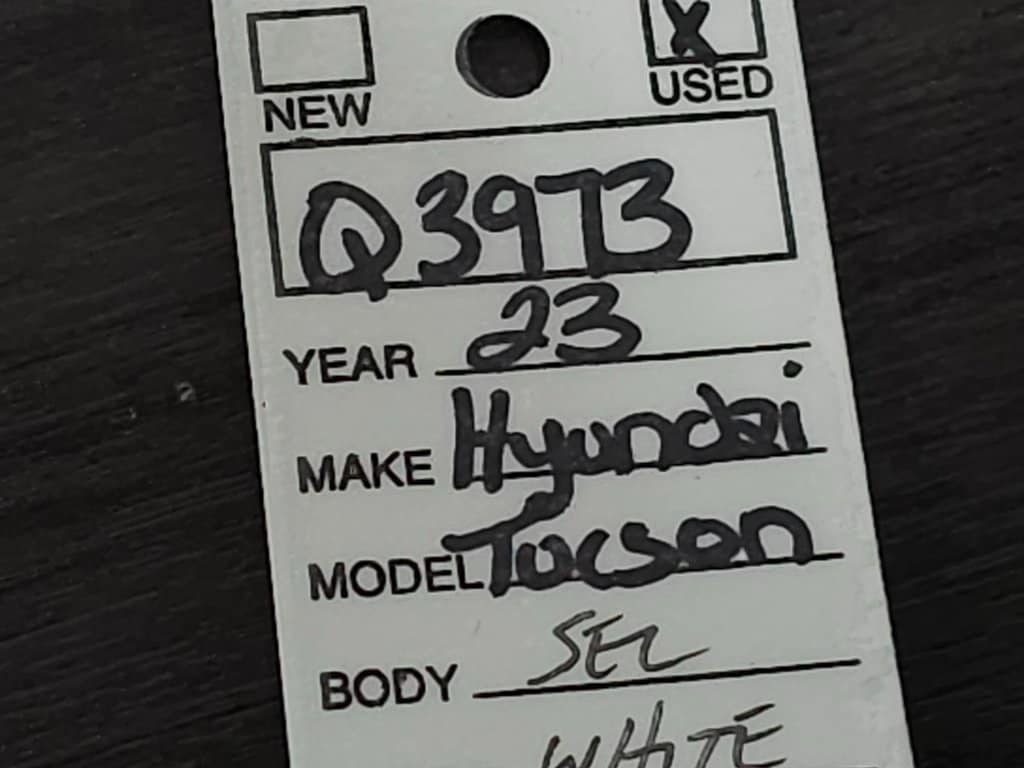 X
NEW USED
Q3973
YEAR 23
MAKE Hyundai
MODEL Tucson
BODY SEL
WHITE